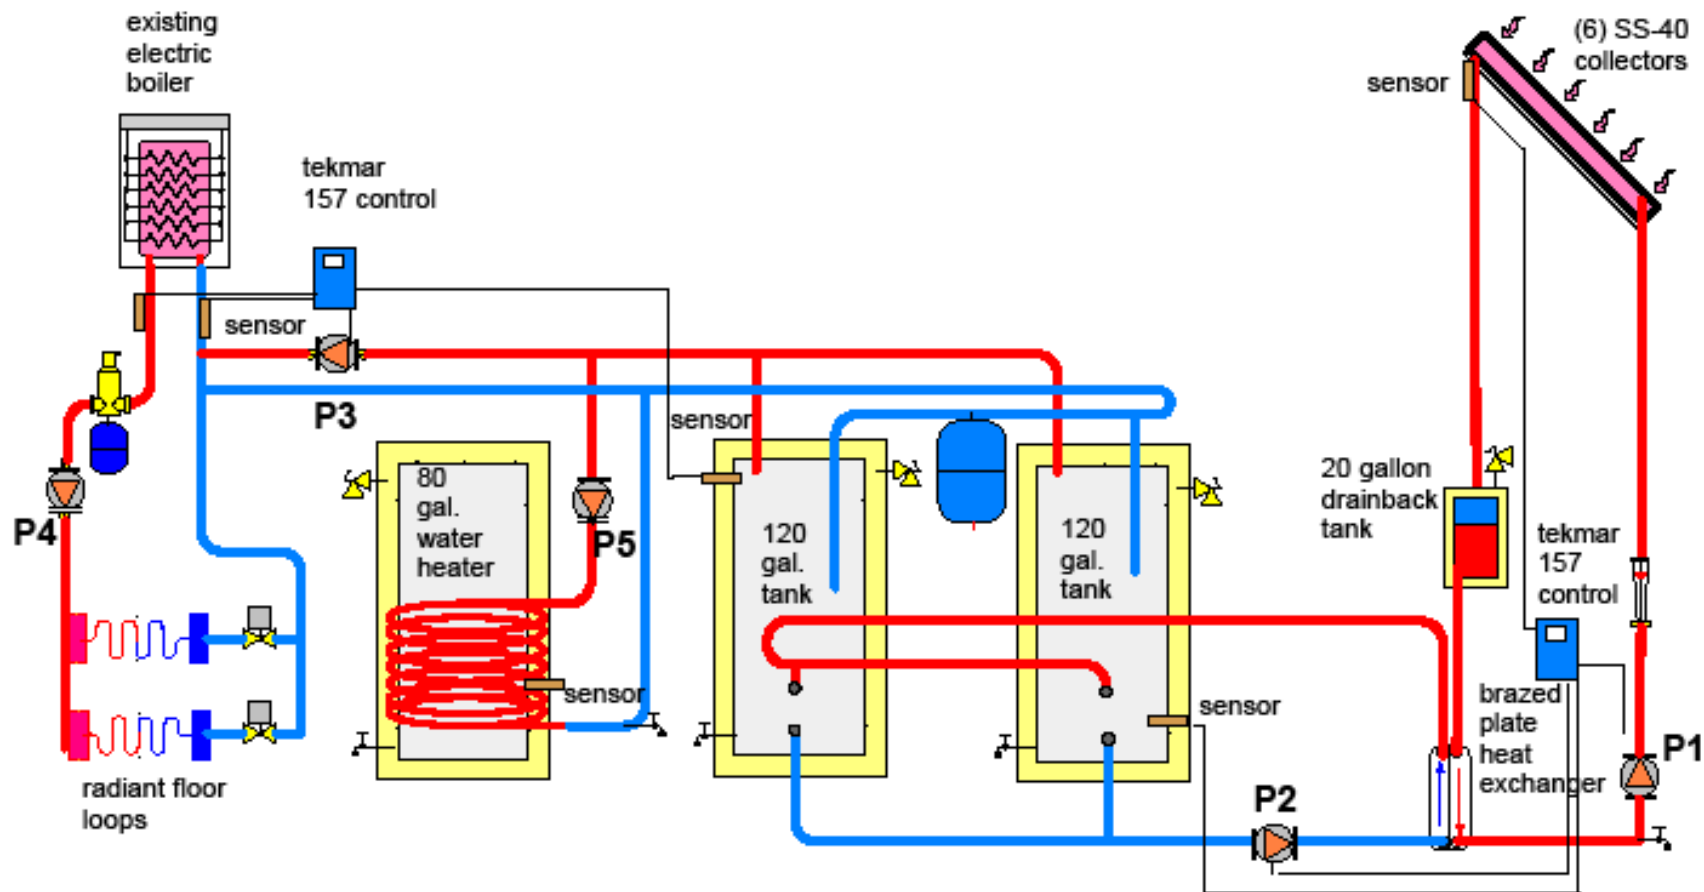 existing
electric
boiler
tekmar
157 control
sensor
P3
P4
80
gal.
water
heater
P5
sensor
radiant floor
loops
sensor
120
gal.
tank
120
gal.
tank
sensor
P2
(6) SS-40
collectors
sensor
20 gallon
drainback
tank
tekmar
157
control
brazed
plate
heat
exchanger
P1